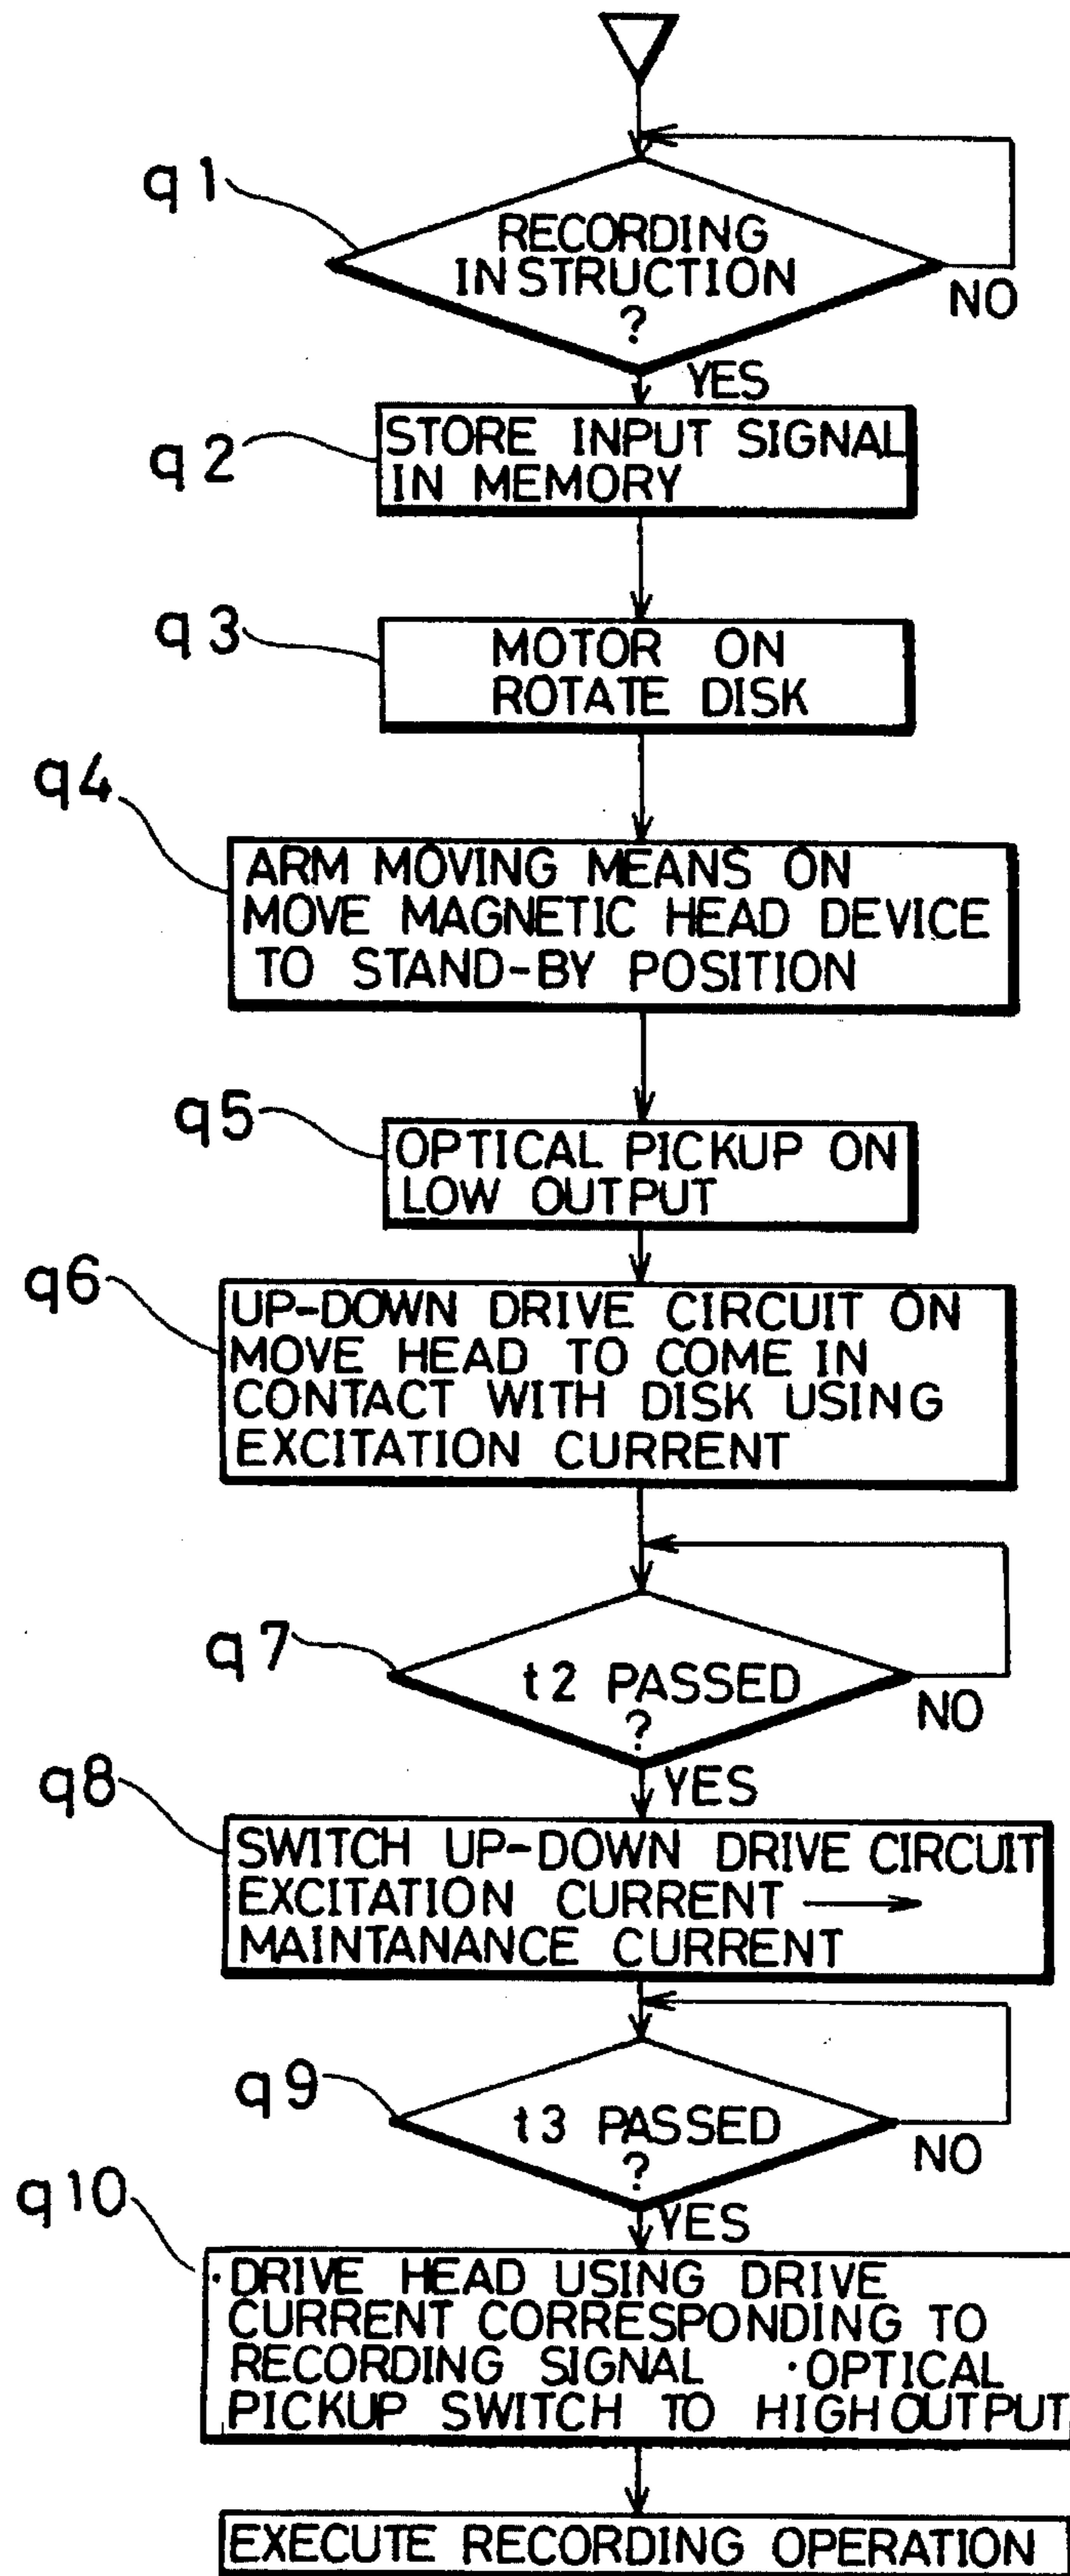 q1
RECORDING
INSTRUCTION
?
NO
YES
q2
STORE INPUT SIGNAL
IN MEMORY
q3
MOTOR ON
ROTATE DISK
q4
ARM MOVING MEANS ON
MOVE MAGNETIC HEAD DEVICE
TO STAND-BY POSITION
q5
OPTICAL PICKUP ON
LOW OUTPUT
q6
UP-DOWN DRIVE CIRCUIT ON
MOVE HEAD TO COME IN
CONTACT WITH DISK USING
EXCITATION CURRENT
q7
t2 PASSED
?
NO
YES
q8
SWITCH UP-DOWN DRIVE CIRCUIT
EXCITATION CURRENT →
MAINTANANCE CURRENT
q9
t3 PASSED
?
NO
YES
q10
·DRIVE HEAD USING DRIVE
CURRENT CORRESPONDING TO
RECORDING SIGNAL ·OPTICAL
PICKUP SWITCH TO HIGH OUTPUT
EXECUTE RECORDING OPERATION